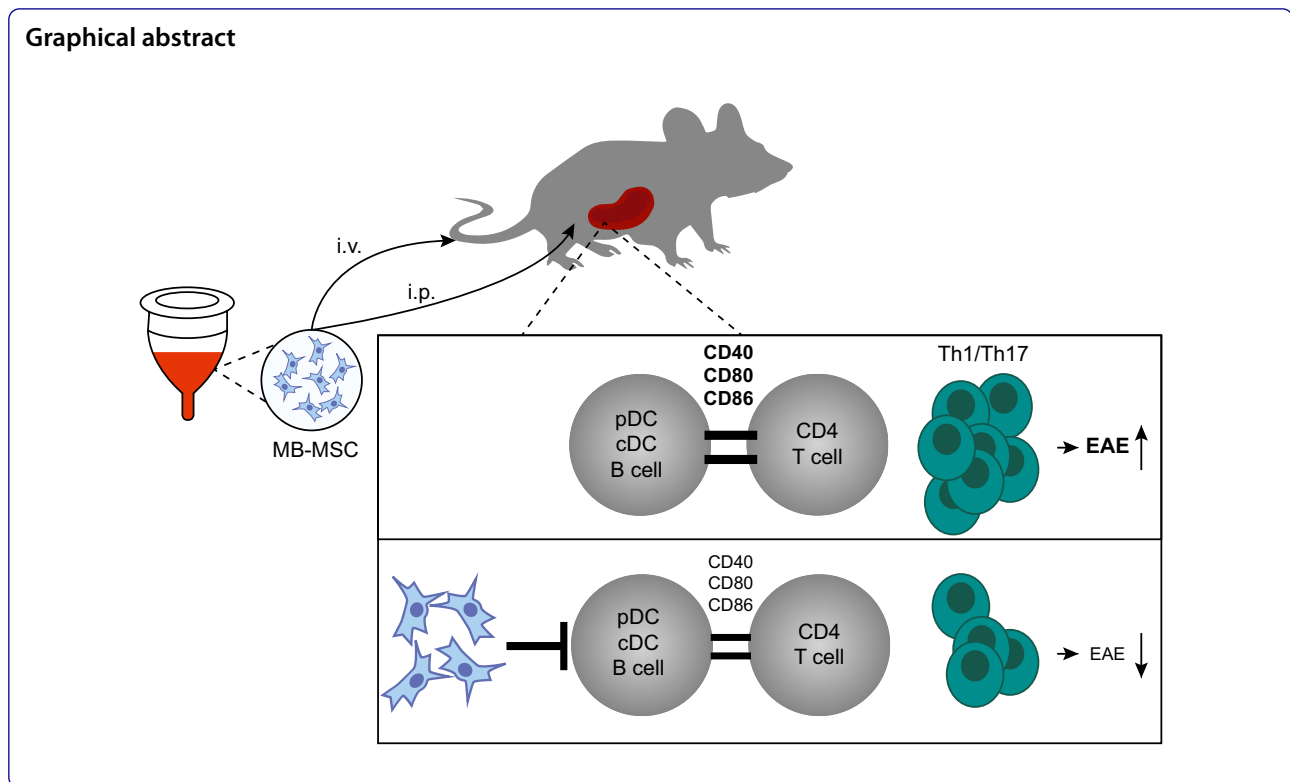 Graphical abstract
i.v.
i.p.
MB-MSC
CD40
CD80
CD86
Th1/Th17
pDC
cDC
B cell
CD4
T cell
EAE
CD40
CD80
CD86
pDC
cDC
B cell
CD4
T cell
EAE